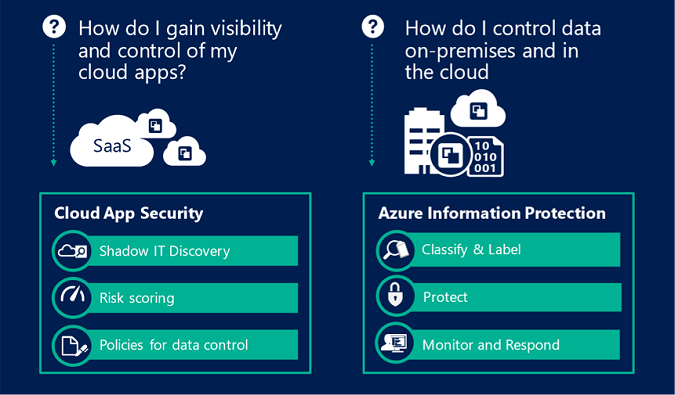 ? How do I gain visibility
and control of my
cloud apps?
SaaS
Cloud App Security
Shadow IT Discovery
Risk scoring
Policies for data control
? How do I control data
on-premises and in
the cloud
10
010
001
Azure Information Protection
Classify & Label
Protect
Monitor and Respond